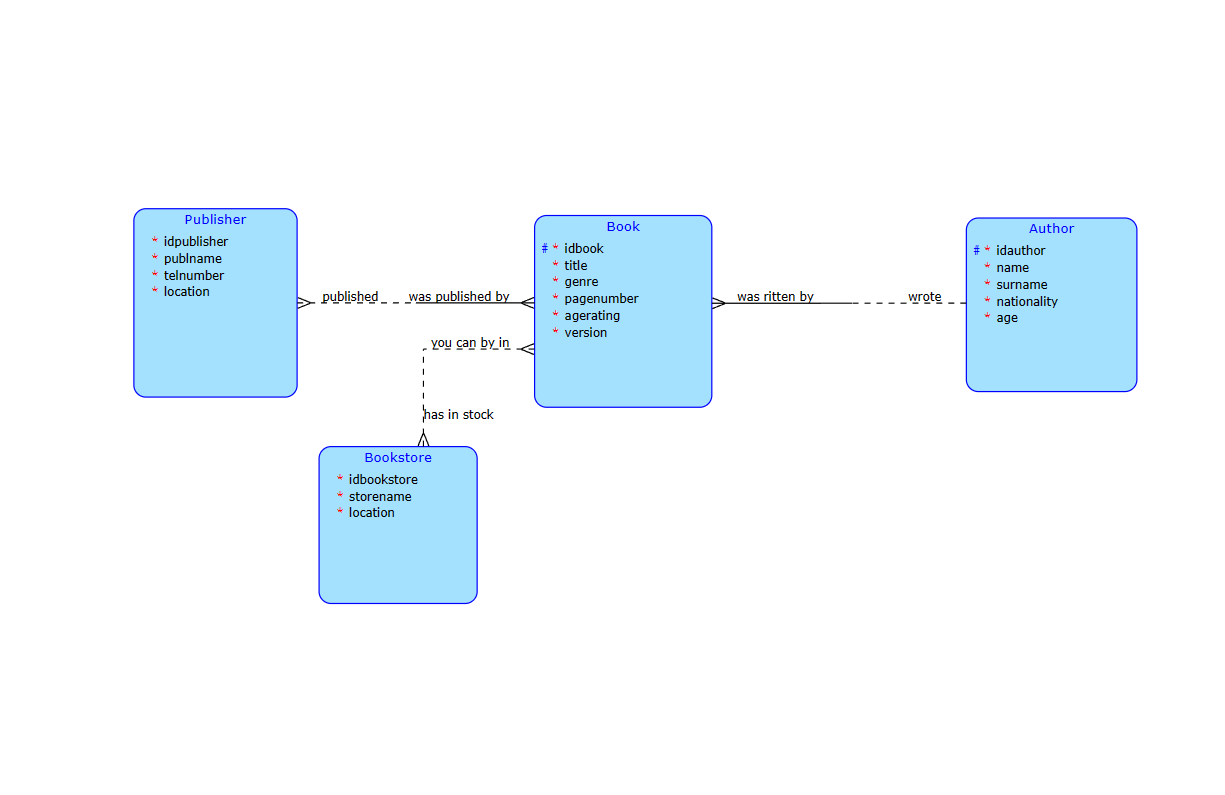 Publisher
* idpublisher
* publname
* telnumber
* location
published
was published by
Book
# * idbook
* title
* genre
* pagenumber
* agerating
* version
was ritten by
wrote
Author
# * idauthor
* name
* surname
* nationality
* age
you can by in
has in stock
Bookstore
* idbookstore
* storename
* location